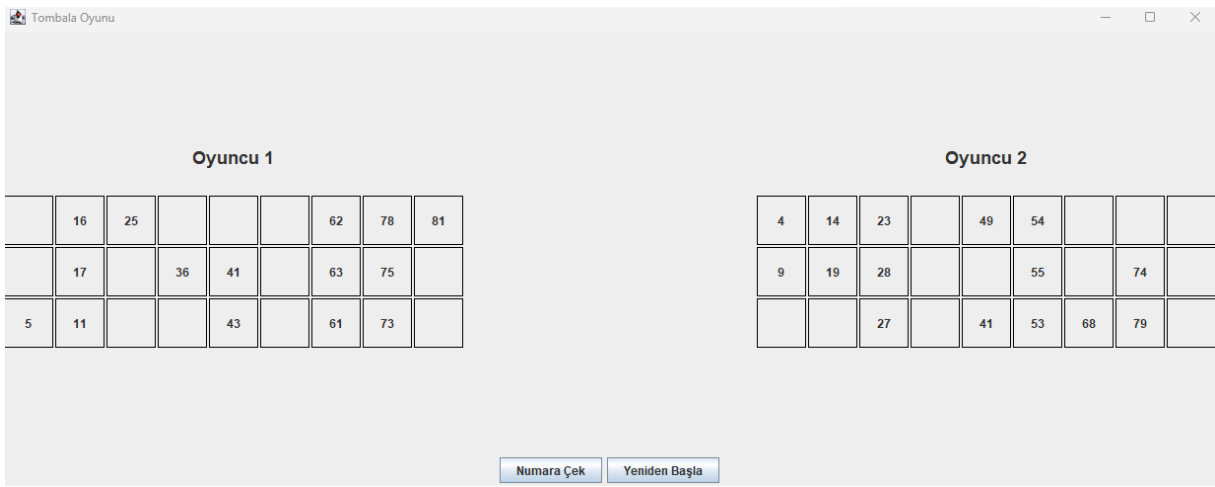 Tombala Oyunu
Oyuncu 1
16 25 62 78 81
17 36 41 63 75
5 11 43 61 73
Oyuncu 2
4 14 23 49 54
9 19 28 55 74
27 41 53 68 79
Numara Çek Yeniden Başla